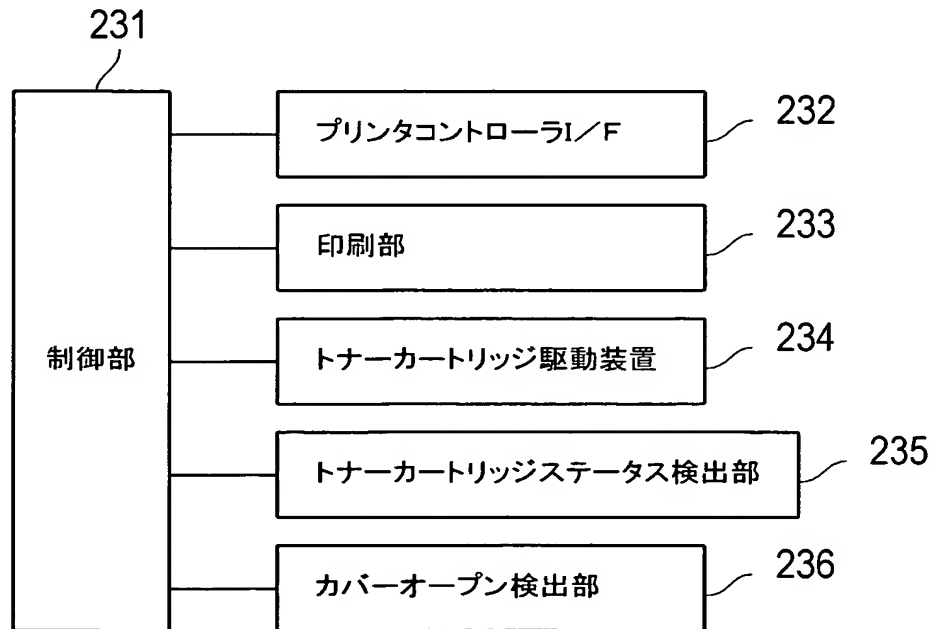 231
プリンタコントローラI／F
232
印刷部
233
制御部
トナーカートリッジ駆動装置
234
トナーカートリッジステータス検出部
235
カバーオープン検出部
236